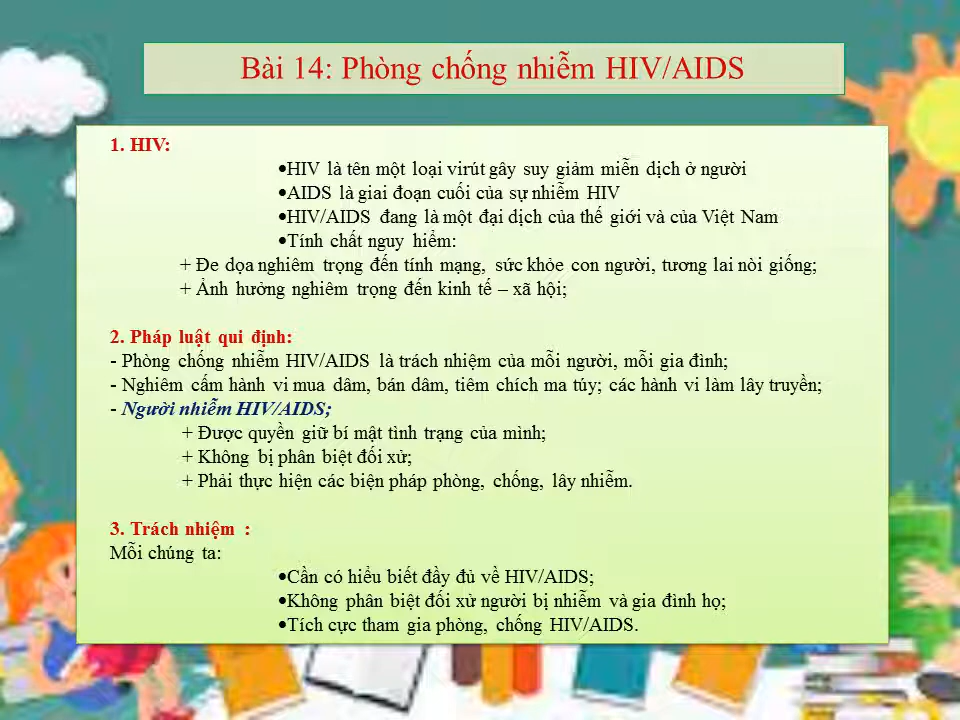 Bài 14: Phòng chống nhiễm HIV/AIDS
1. HIV:
•HIV là tên một loại virút gây suy giảm miễn dịch ở người
•AIDS là giai đoạn cuối của sự nhiễm HIV
•HIV/AIDS đang là một đại dịch của thế giới và của Việt Nam
•Tính chất nguy hiểm:
+ Đe dọa nghiêm trọng đến tính mạng, sức khỏe con người, tương lai nòi giống;
+ Ảnh hưởng nghiêm trọng đến kinh tế – xã hội;
2. Pháp luật qui định:
- Phòng chống nhiễm HIV/AIDS là trách nhiệm của mỗi người, mỗi gia đình;
- Nghiêm cấm hành vi mua dâm, bán dâm, tiêm chích ma túy; các hành vi làm lây truyền;
- Người nhiễm HIV/AIDS;
+ Được quyền giữ bí mật tình trạng của mình;
+ Không bị phân biệt đối xử;
+ Phải thực hiện các biện pháp phòng, chống, lây nhiễm.
3. Trách nhiệm :
Mỗi chúng ta:
•Cần có hiểu biết đầy đủ về HIV/AIDS;
•Không phân biệt đối xử người bị nhiễm và gia đình họ;
•Tích cực tham gia phòng, chống HIV/AIDS.